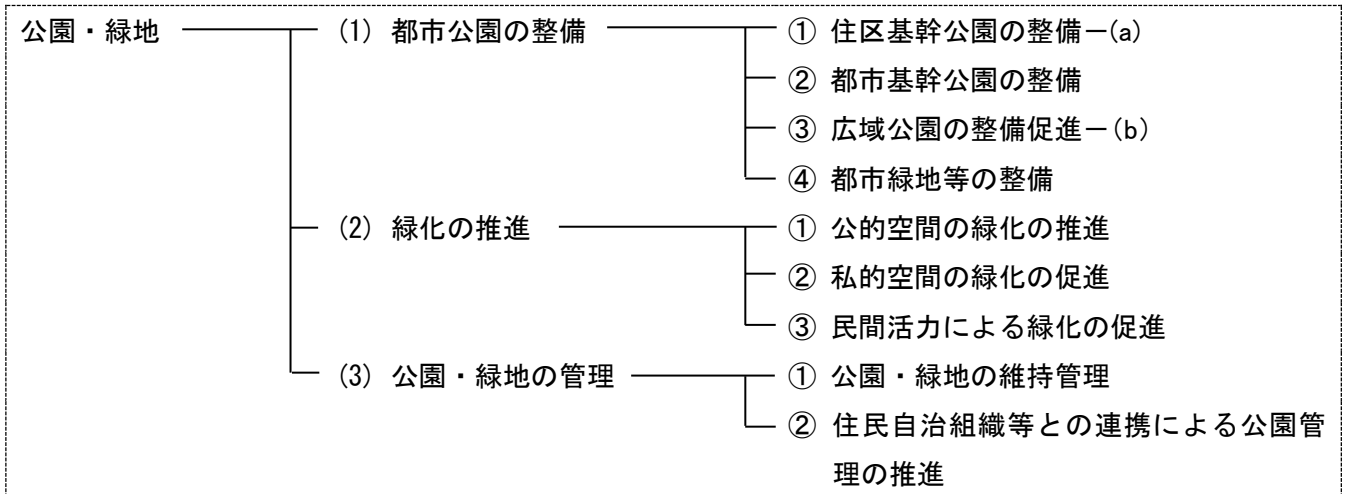 公園・緑地
(1) 都市公園の整備
① 住区基幹公園の整備－(a)
② 都市基幹公園の整備
③ 広域公園の整備促進－(b)
④ 都市緑地等の整備
(2) 緑化の推進
① 公的空間の緑化の推進
② 私的空間の緑化の促進
③ 民間活力による緑化の促進
(3) 公園・緑地の管理
① 公園・緑地の維持管理
② 住民自治組織等との連携による公園管
理の推進